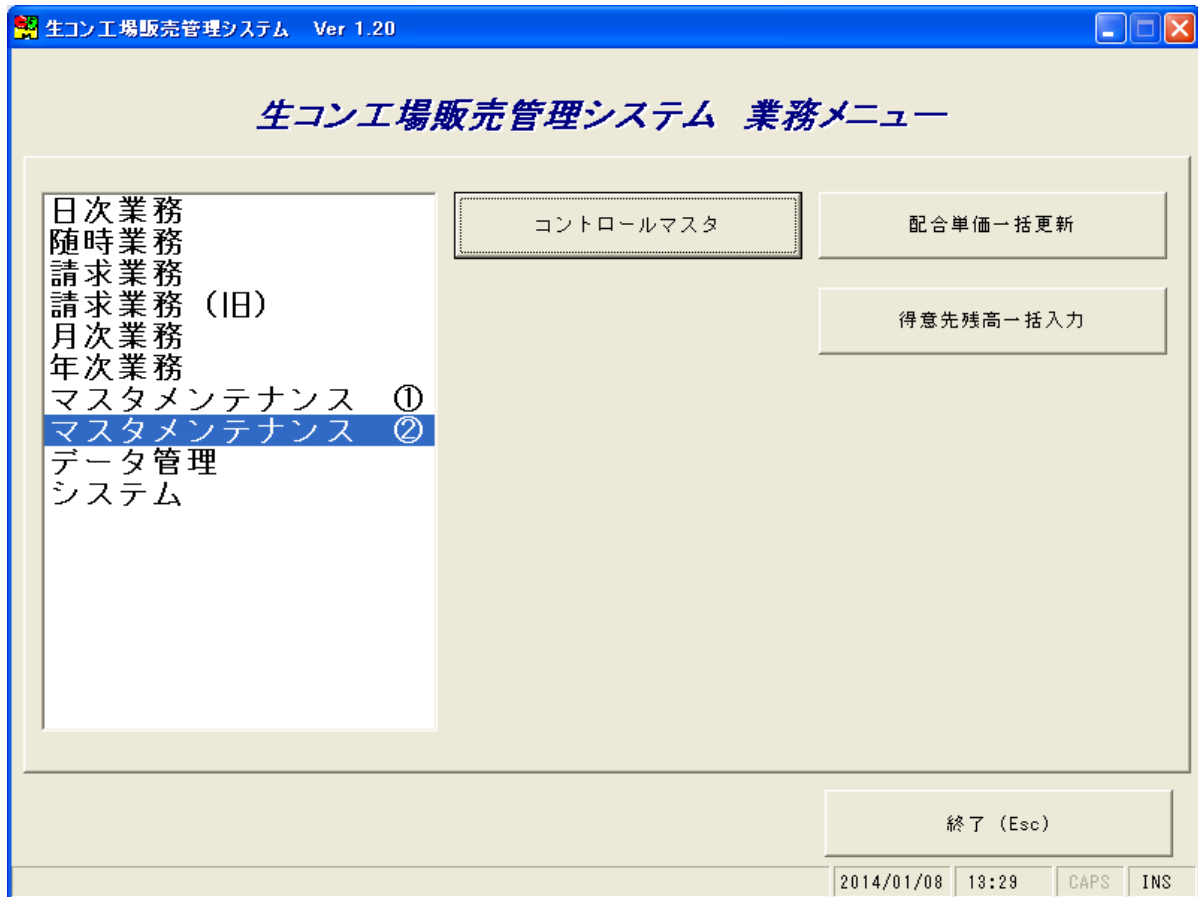 生コン工場販売管理システム Ver 1.20
生コン工場販売管理システム 業務メニュー
日次業務
随時業務
請求業務
請求業務（旧）
月次業務
年次業務
マスタメンテナンス ①
マスタメンテナンス ②
データ管理
システム
コントロールマスタ
配合単価一括更新
得意先残高一括入力
終了（Esc）
2014/01/08 13:29 CAPS INS